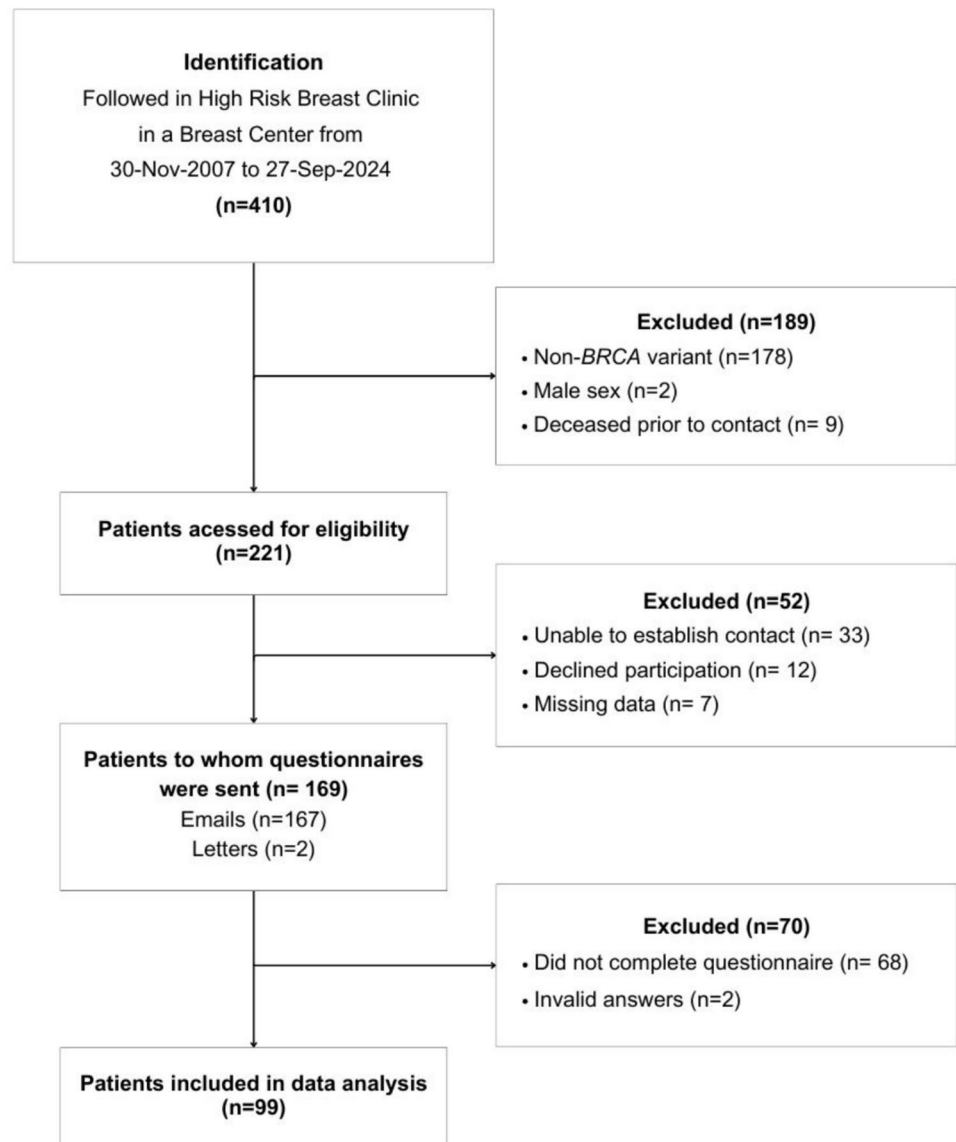 Identification
Followed in High Risk Breast Clinic
in a Breast Center from
30-Nov-2007 to 27-Sep-2024
(n=410)
Excluded (n=189)
• Non-BRCA variant (n=178)
• Male sex (n=2)
• Deceased prior to contact (n= 9)
Patients acessed for eligibility
(n=221)
Excluded (n=52)
• Unable to establish contact (n= 33)
• Declined participation (n= 12)
• Missing data (n= 7)
Patients to whom questionnaires
were sent (n= 169)
Emails (n=167)
Letters (n=2)
Excluded (n=70)
• Did not complete questionnaire (n= 68)
• Invalid answers (n=2)
Patients included in data analysis
(n=99)